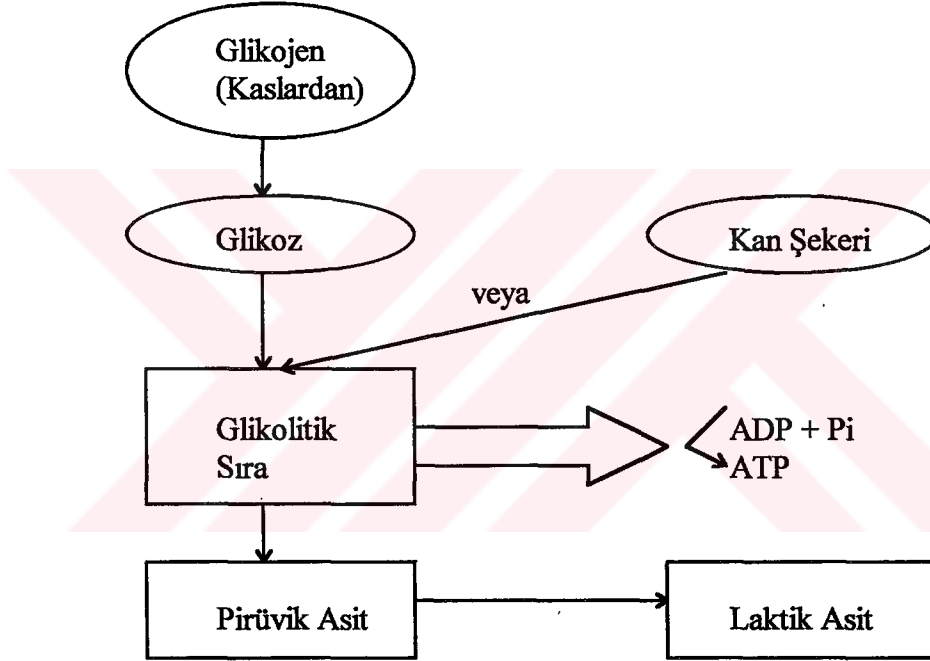 Glikojen
(Kaslardan)
Glikoz
Kan Şekeri
veya
Glikolitik
Sıra
ADP + Pi
ATP
Pirüvik Asit
Laktik Asit